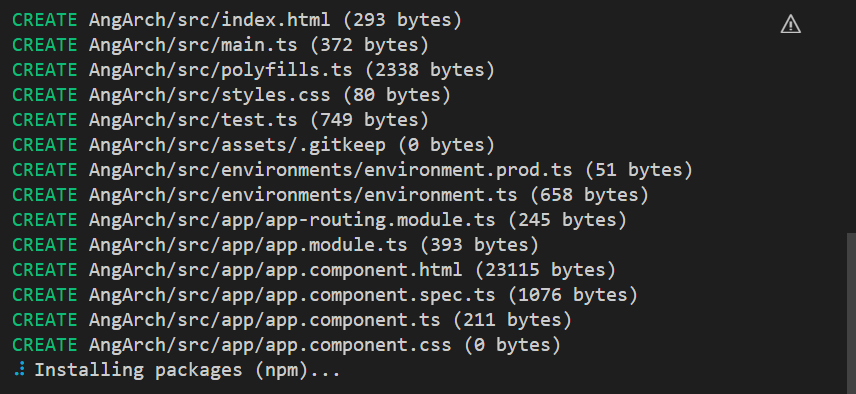 CREATE AngArch/src/index.html (293 bytes)
CREATE AngArch/src/main.ts (372 bytes)
CREATE AngArch/src/polyfills.ts (2338 bytes)
CREATE AngArch/src/styles.css (80 bytes)
CREATE AngArch/src/test.ts (749 bytes)
CREATE AngArch/src/assets/.gitkeep (0 bytes)
CREATE AngArch/src/environments/environment.prod.ts (51 bytes)
CREATE AngArch/src/environments/environment.ts (658 bytes)
CREATE AngArch/src/app/app-routing.module.ts (245 bytes)
CREATE AngArch/src/app/app.module.ts (393 bytes)
CREATE AngArch/src/app/app.component.html (23115 bytes)
CREATE AngArch/src/app/app.component.spec.ts (1076 bytes)
CREATE AngArch/src/app/app.component.ts (211 bytes)
CREATE AngArch/src/app/app.component.css (0 bytes)
Installing packages (npm)...